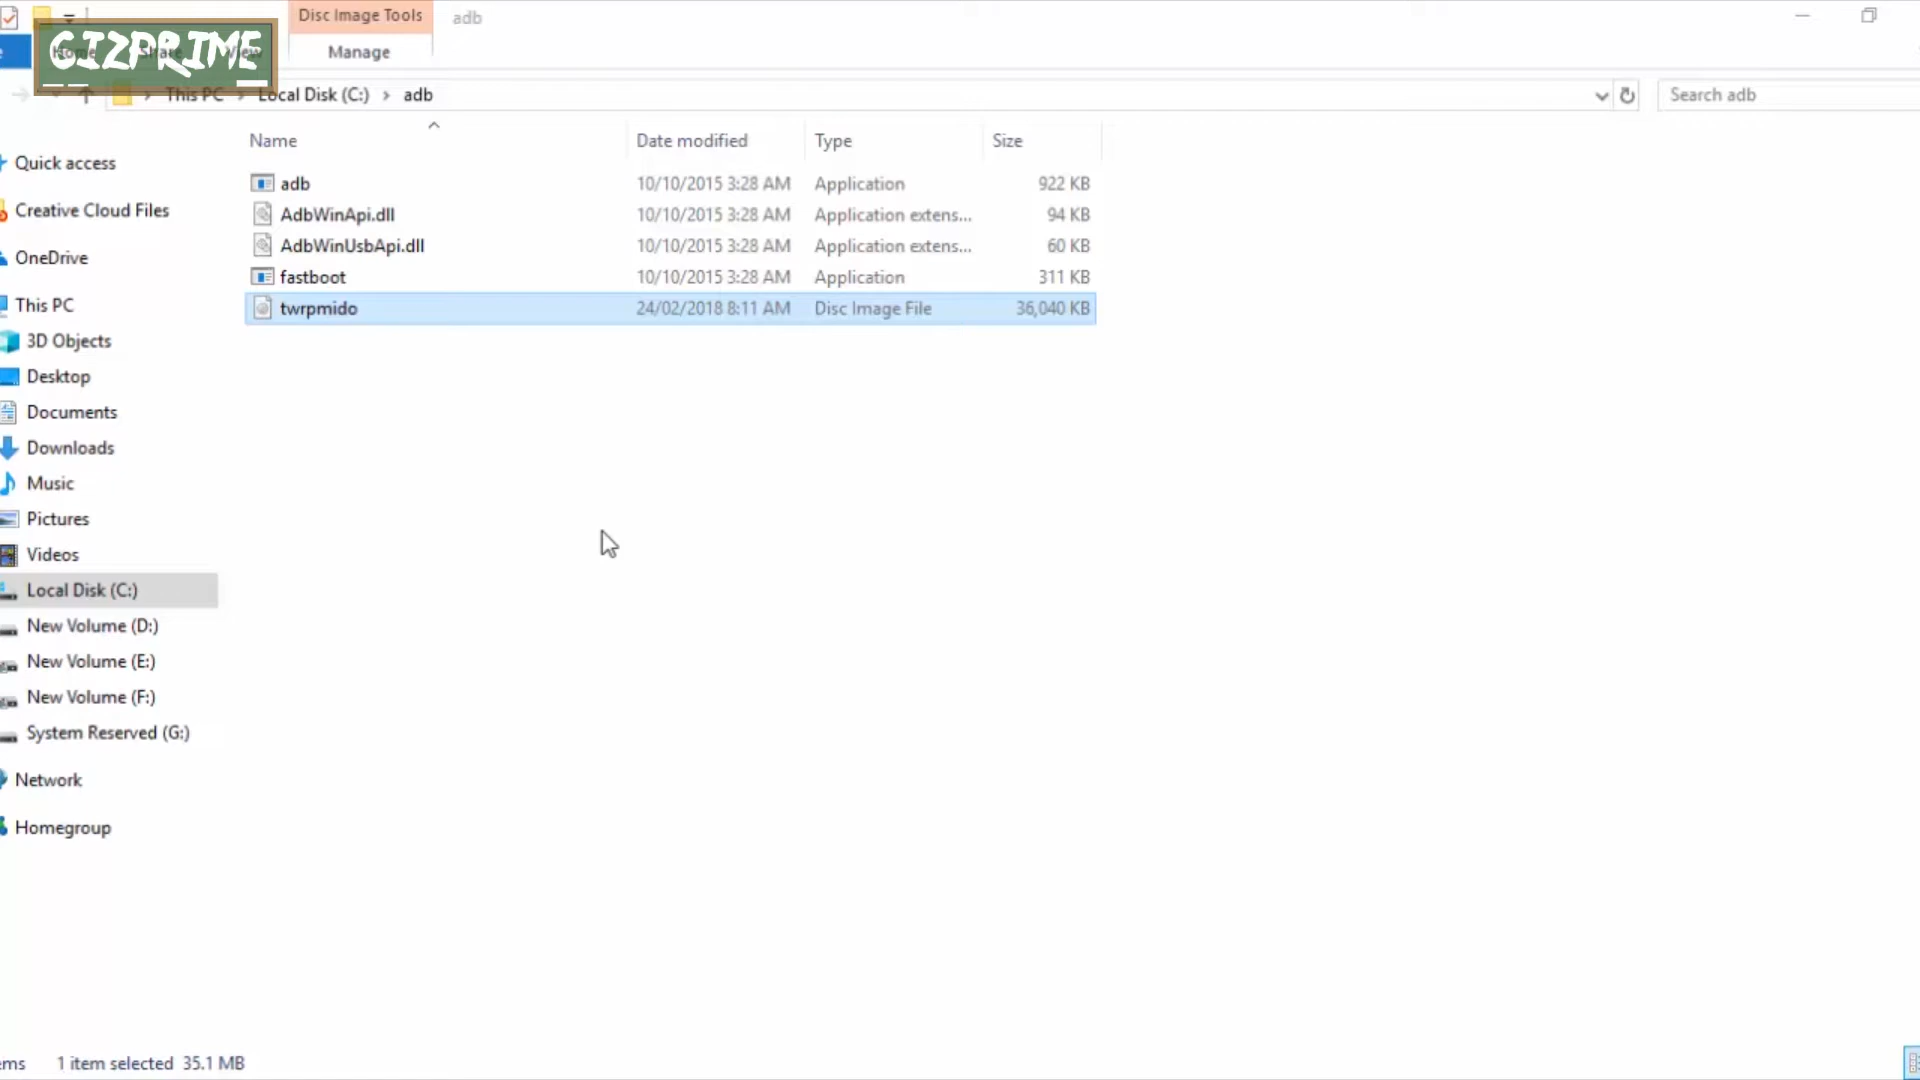 Disc Image Tools
adb
GIZPRIME
Home Share View
Manage
This PC > Local Disk (C:) > adb
Search adb
Name
Date modified
Type
Size
Quick access
Creative Cloud Files
OneDrive
This PC
3D Objects
Desktop
Documents
Downloads
Music
Pictures
Videos
Local Disk (C:)
New Volume (D:)
New Volume (E:)
New Volume (F:)
System Reserved (G:)
Network
Homegroup
adb 10/10/2015 3:28 AM Application 922 KB
AdbWinApi.dll 10/10/2015 3:28 AM Application extens... 94 KB
AdbWinUsbApi.dll 10/10/2015 3:28 AM Application extens... 60 KB
fastboot 10/10/2015 3:28 AM Application 311 KB
twrpmido 24/02/2018 8:11 AM Disc Image File 36,040 KB
ems 1 item selected 35.1 MB